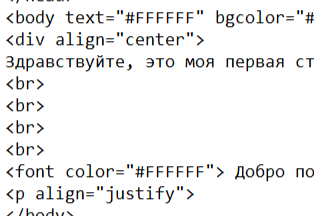 <body text="#FFFFFF" bgcolor="#
<div align="center">
Здравствуйте, это моя первая ст
<br>
<br>
<br>
<br>
<font color="#FFFFFF"> Добро по
<p align="justify">
</body>